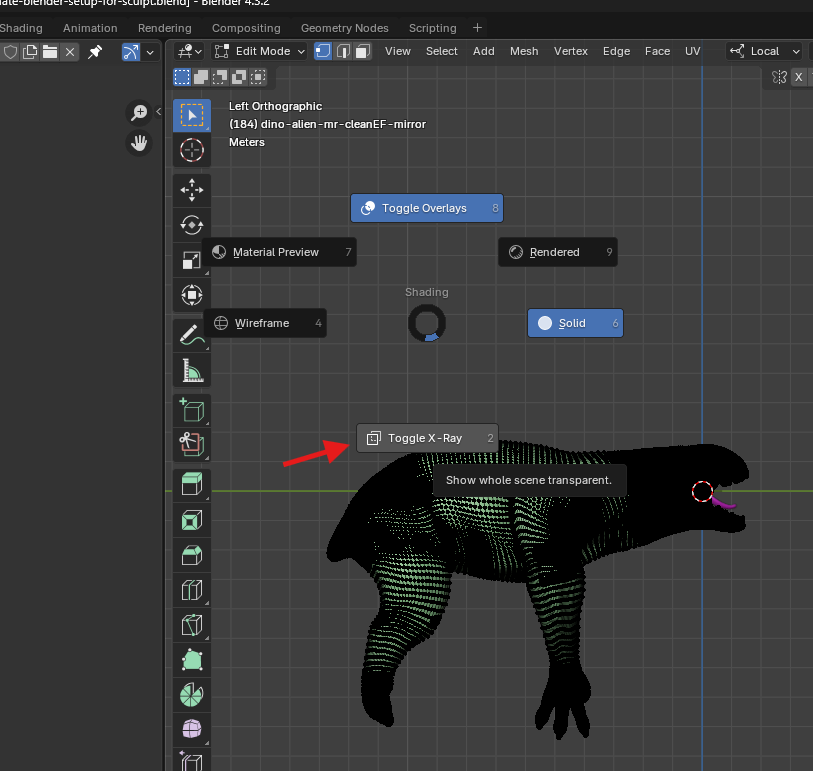 ate-blender-setup-for-sculpt.blend] - Blender 4.3.2
Shading Animation Rendering Compositing Geometry Nodes Scripting +
Edit Mode View Select Add Mesh Vertex Edge Face UV Local
X
Left Orthographic
(184) dino-alien-mr-cleanEF-mirror
Meters
Toggle Overlays 8
Material Preview 7
Rendered 9
Shading
Wireframe 4
Solid 6
Toggle X-Ray 2
Show whole scene transparent.